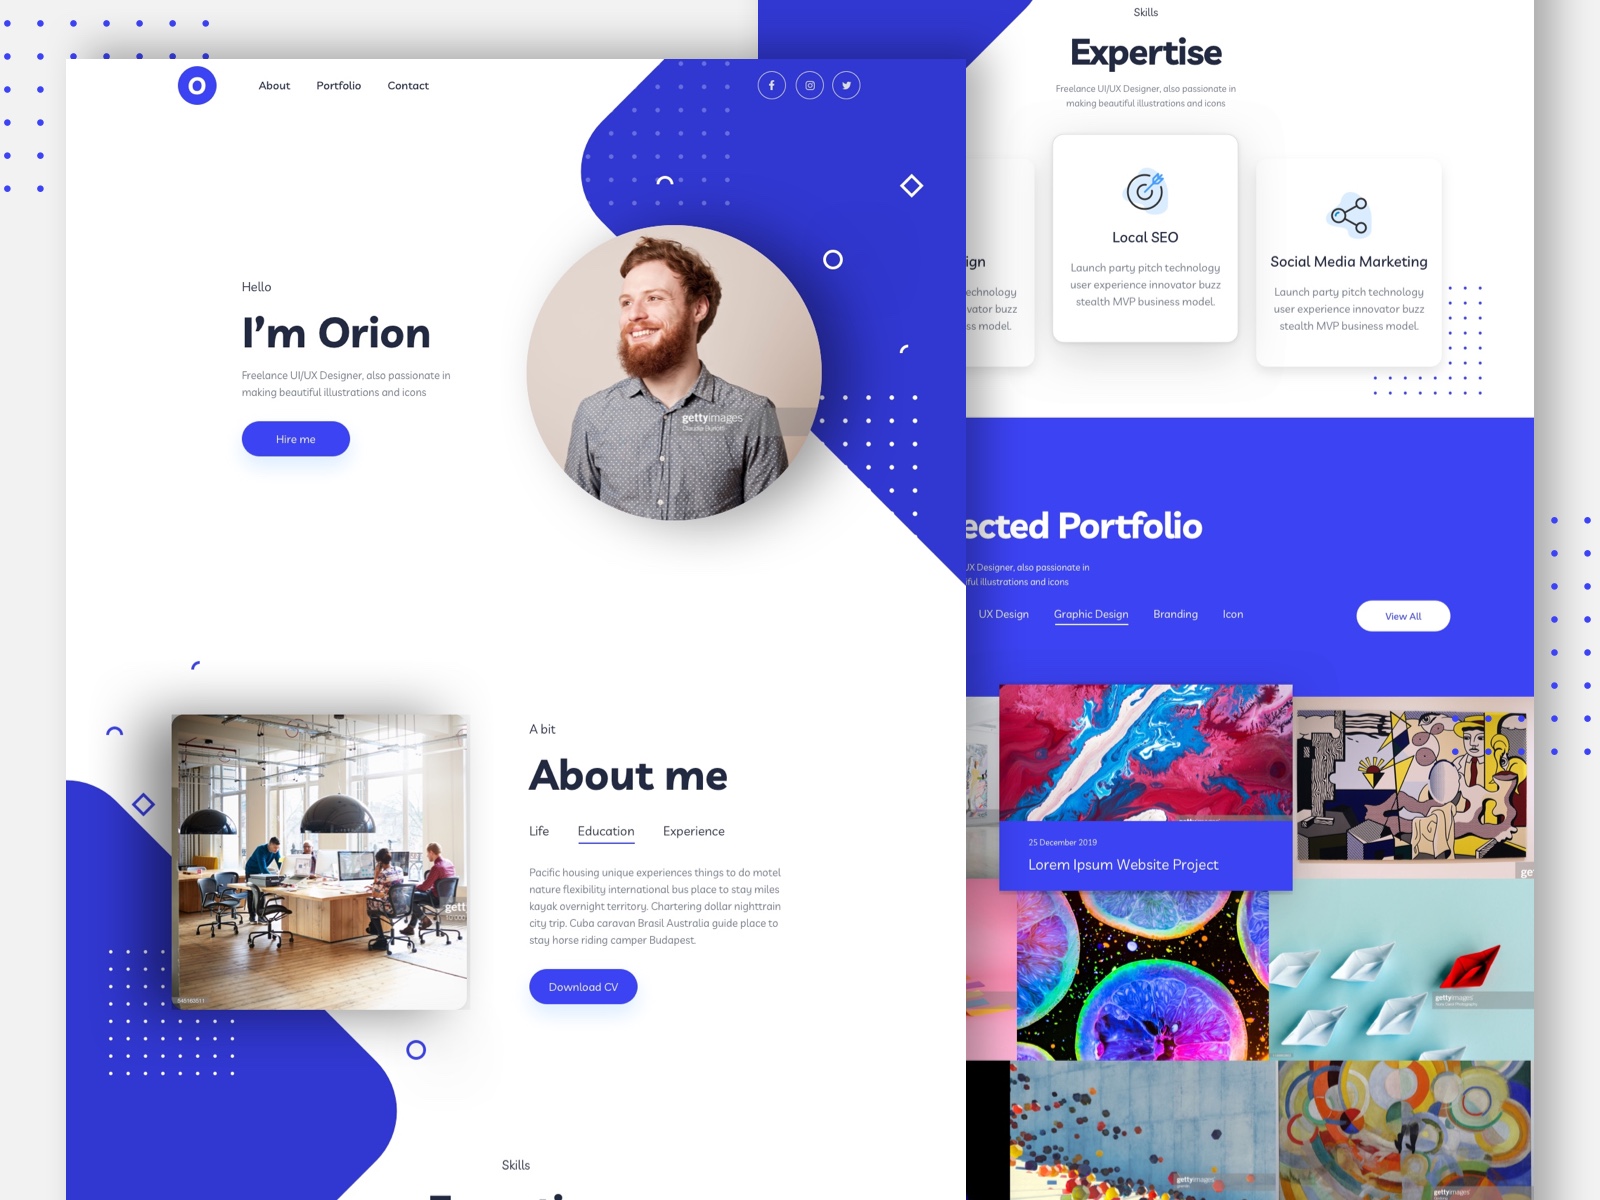 O
About
Portfolio
Contact
Hello
I'm Orion
Freelance UI/UX Designer, also passionate in
making beautiful illustrations and icons
Hire me
gettyimages
A bit
About me
Life
Education
Experience
Pacific housing unique experiences things to do motel
nature flexibility international bus place to stay miles
kayak overnight territory. Chartering dollar nighttrain
city trip. Cuba caravan Brasil Australia guide place to
stay horse riding camper Budapest.
Download CV
gett
Skills
Skills
Expertise
Freelance UI/UX Designer, also passionate in
making beautiful illustrations and icons
ign
echnology
vator buzz
ss model.
Local SEO
Launch party pitch technology
user experience innovator buzz
stealth MVP business model.
Social Media Marketing
Launch party pitch technology
user experience innovator buzz
stealth MVP business model.
ected Portfolio
UX Designer, also passionate in
iful illustrations and icons
UX Design
Graphic Design
Branding
Icon
View All
25 December 2019
Lorem Ipsum Website Project
ge
gettyimages
gettyimages
gettyimages